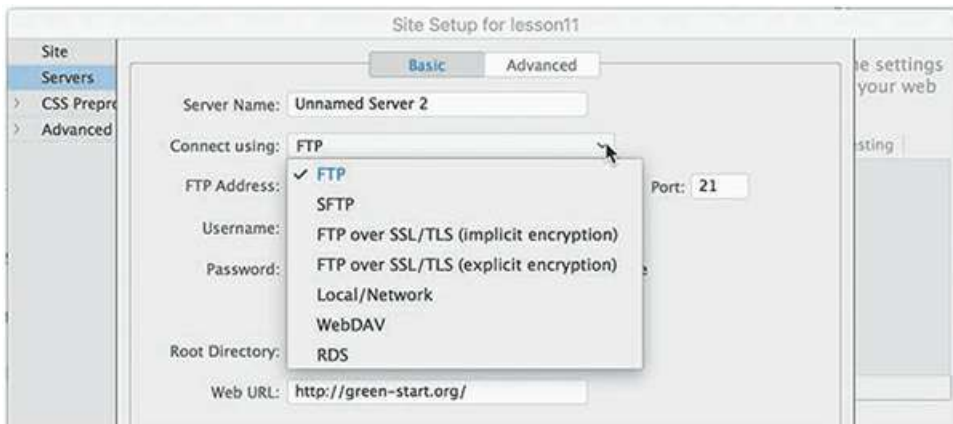 Site Setup for lesson11
Site
Servers
CSS Prepro
Advanced
Basic
Advanced
Server Name: Unnamed Server 2
Connect using: FTP
✓ FTP
SFTP
FTP over SSL/TLS (implicit encryption)
FTP over SSL/TLS (explicit encryption)
Local/Network
WebDAV
RDS
FTP Address:
Port: 21
Username:
Password:
Root Directory:
Web URL: http://green-start.org/
settings
your web
sting